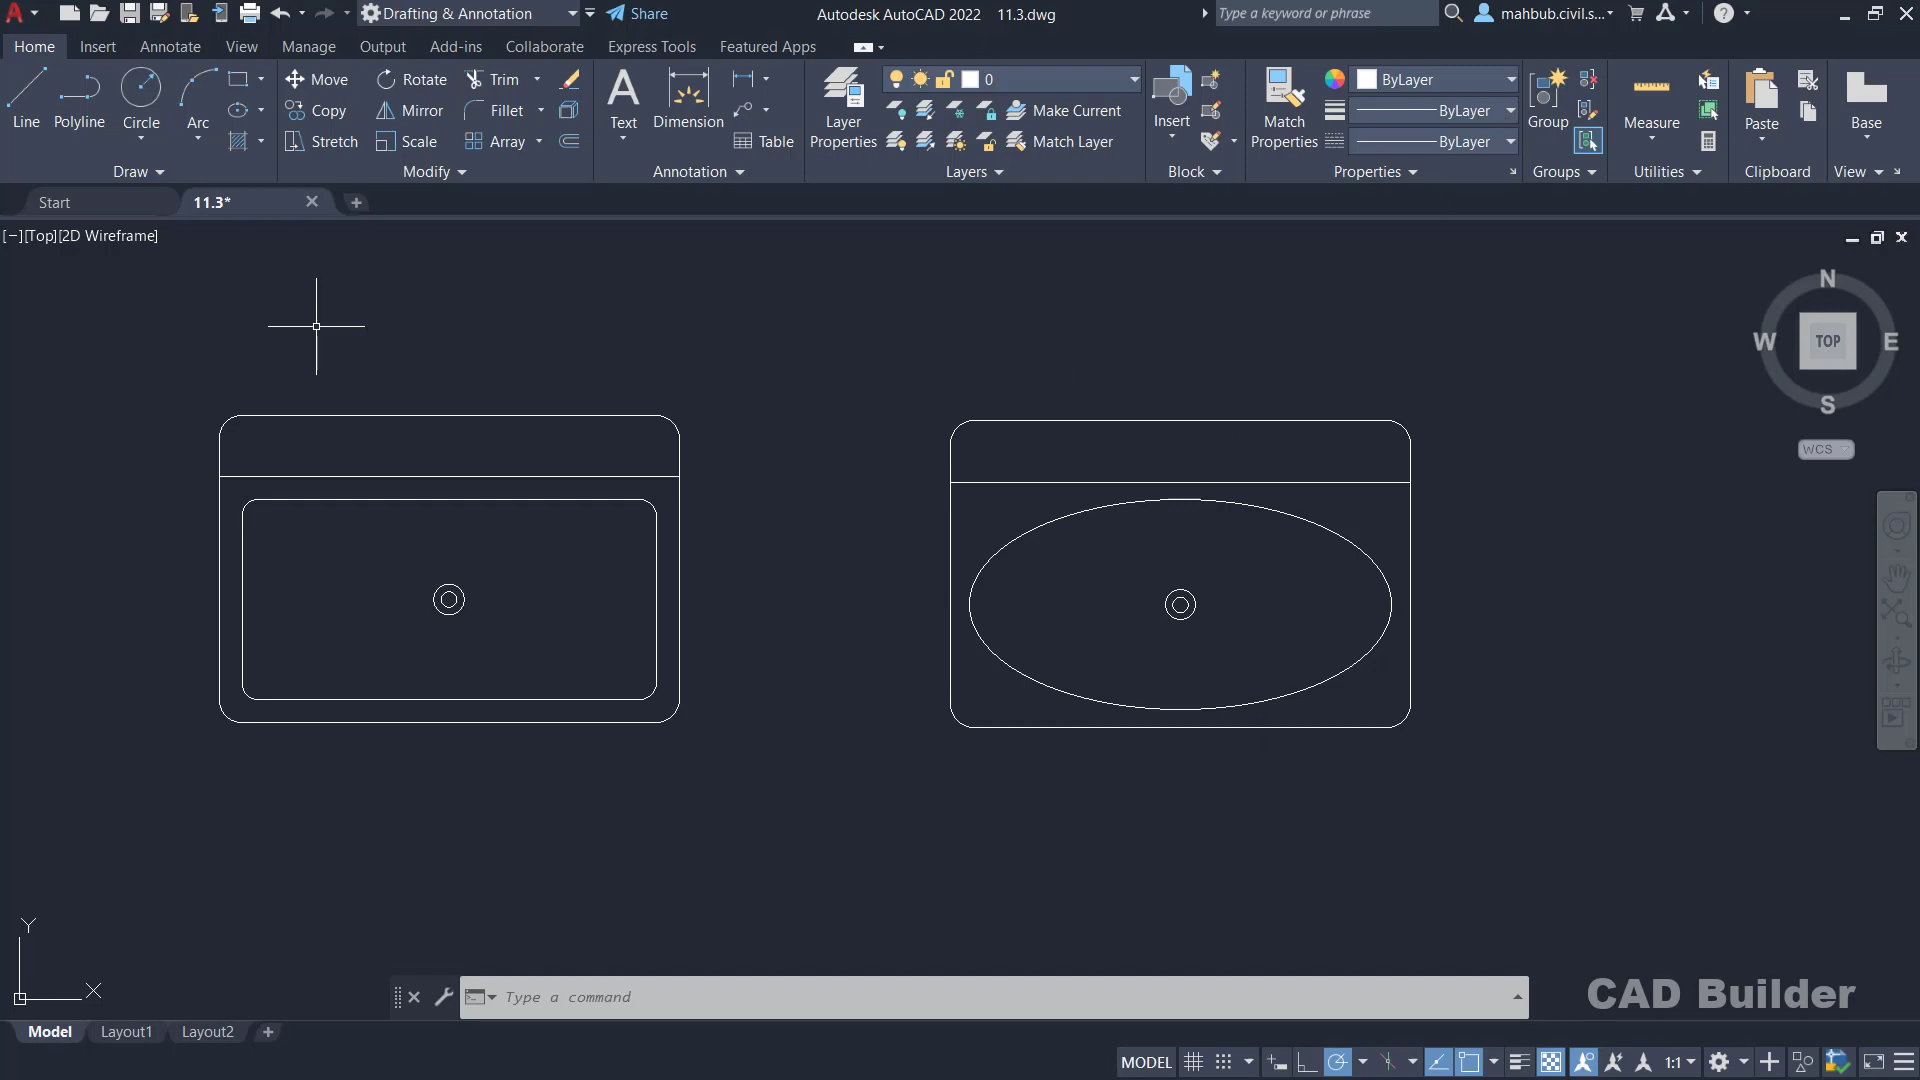 Drafting & Annotation
Share
Autodesk AutoCAD 2022 11.3.dwg
Type a keyword or phrase
mahbub.civil.s...
Home Insert Annotate View Manage Output Add-ins Collaborate Express Tools Featured Apps
Move Rotate Trim
Copy Mirror Fillet
Stretch Scale Array
Line Polyline Circle Arc
Text Dimension
Table
Layer
Properties
0
Make Current
Match Layer
Insert
Match
Properties
ByLayer
ByLayer
ByLayer
Group
Measure
Paste
Base
Draw Modify Annotation Layers Block Properties Groups Utilities Clipboard View
Start 11.3*
[−][Top][2D Wireframe]
N
W TOP E
S
WCS
Y
X
Type a command
CAD Builder
Model Layout1 Layout2
MODEL 1:1